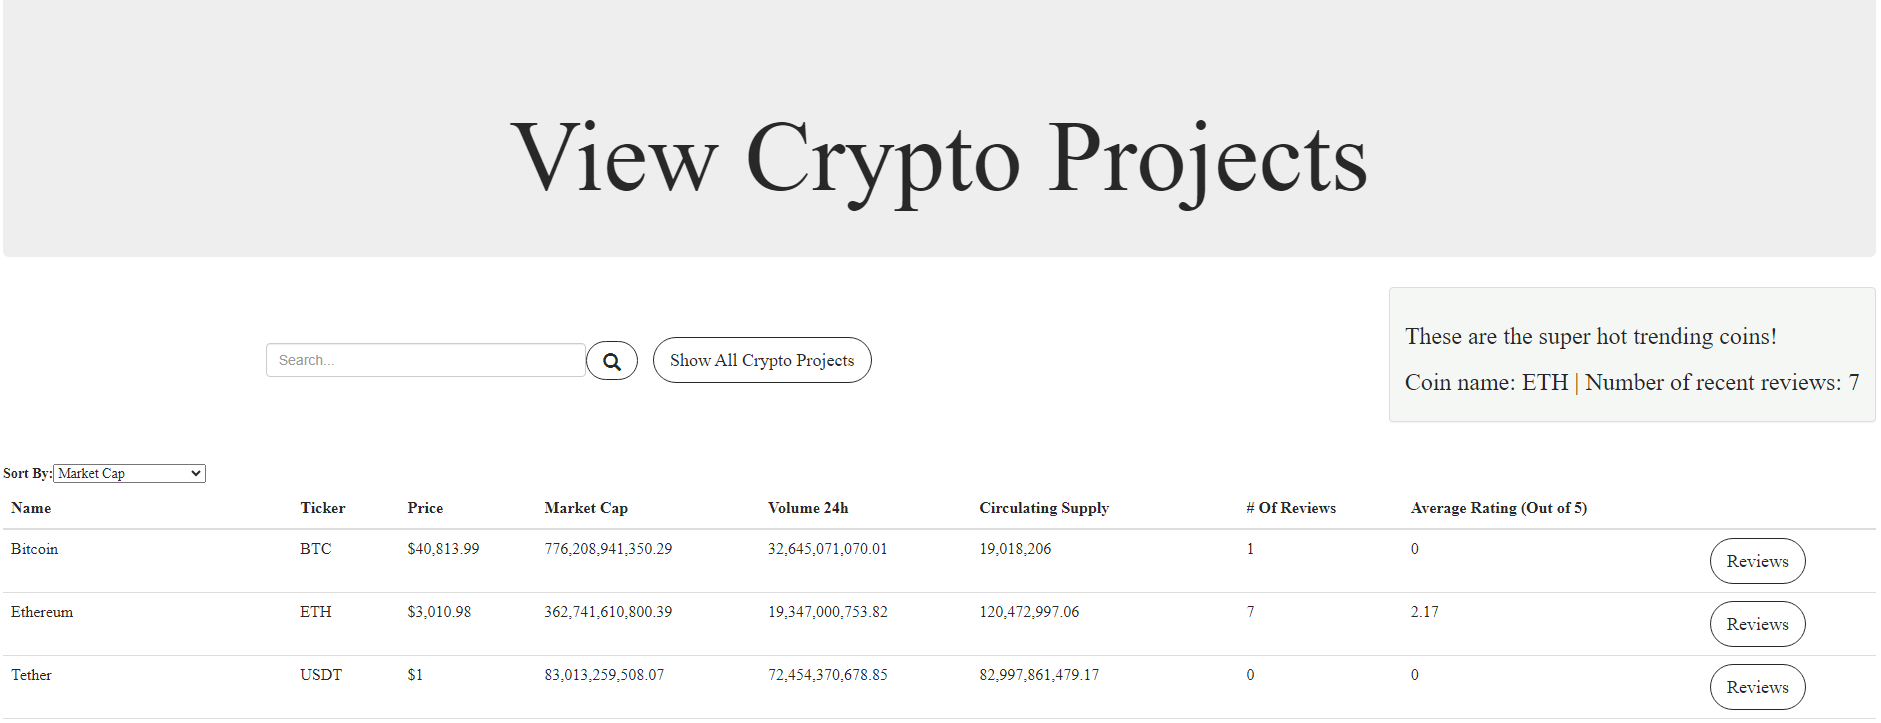 View Crypto Projects
Search...
Show All Crypto Projects
These are the super hot trending coins!
Coin name: ETH | Number of recent reviews: 7
Sort By: Market Cap
Name Ticker Price Market Cap Volume 24h Circulating Supply # Of Reviews Average Rating (Out of 5)
Bitcoin BTC $40,813.99 776,208,941,350.29 32,645,071,070.01 19,018,206 1 0 Reviews
Ethereum ETH $3,010.98 362,741,610,800.39 19,347,000,753.82 120,472,997.06 7 2.17 Reviews
Tether USDT $1 83,013,259,508.07 72,454,370,678.85 82,997,861,479.17 0 0 Reviews